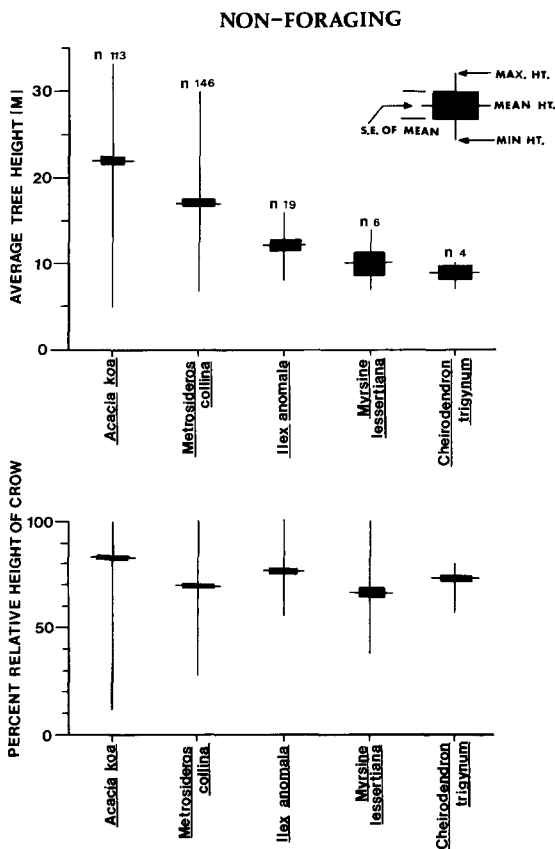 NON-FORAGING
AVERAGE TREE HEIGHT [M]
30
20
10
0
n 113
n 146
n 19
n 6
n 4
MAX. HT.
MEAN HT.
S.E. OF MEAN
MIN HT.
Acacia koa
Metrosideros
collina
Ilex anomala
Myrsine
lessertiana
Cheirodendron
trigynum
PERCENT RELATIVE HEIGHT OF CROW
100
50
0
Acacia koa
Metrosideros
collina
Ilex anomala
Myrsine
lessertiana
Cheirodendron
trigynum